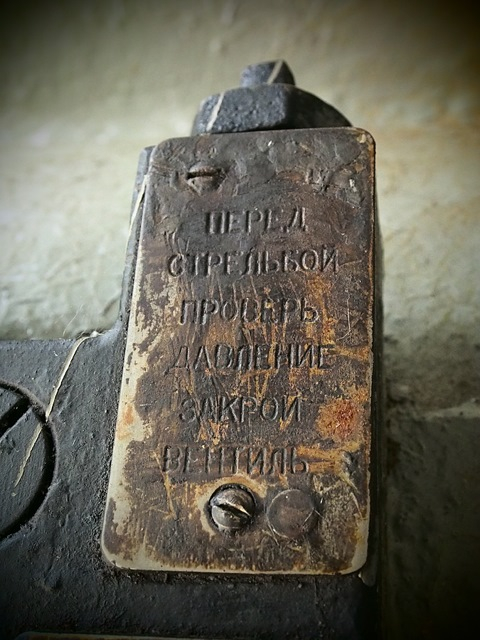 ПЕРЕД
СТРЕЛЬБОЙ
ПРОВЕРЬ
ДАВЛЕНИЕ
ЗАКРОЙ
ВЕНТИЛЬ